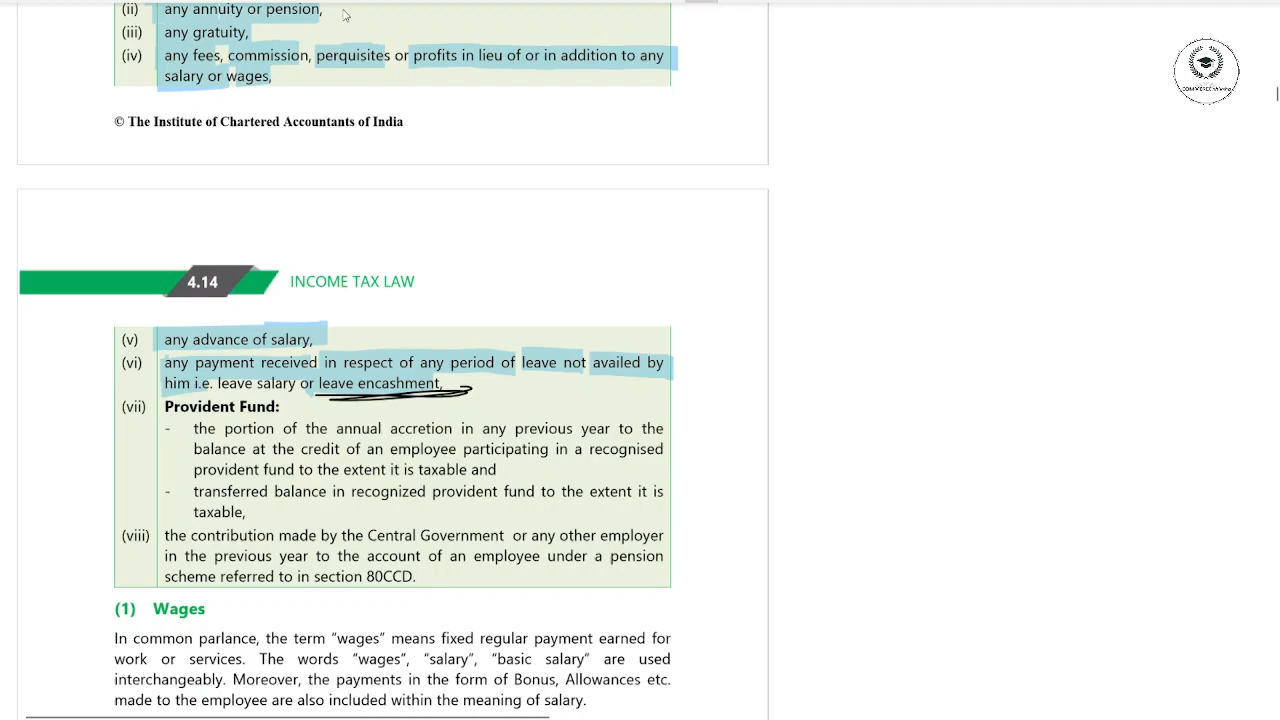 (ii) any annuity or pension,
(iii) any gratuity,
(iv) any fees, commission, perquisites or profits in lieu of or in addition to any
salary or wages,
© The Institute of Chartered Accountants of India
4.14 INCOME TAX LAW
(v) any advance of salary,
(vi) any payment received in respect of any period of leave not availed by
him i.e. leave salary or leave encashment,
(vii) Provident Fund:
- the portion of the annual accretion in any previous year to the
balance at the credit of an employee participating in a recognised
provident fund to the extent it is taxable and
- transferred balance in recognized provident fund to the extent it is
taxable,
(viii) the contribution made by the Central Government or any other employer
in the previous year to the account of an employee under a pension
scheme referred to in section 80CCD.
(1) Wages
In common parlance, the term “wages” means fixed regular payment earned for
work or services. The words “wages”, “salary”, “basic salary” are used
interchangeably. Moreover, the payments in the form of Bonus, Allowances etc.
made to the employee are also included within the meaning of salary.